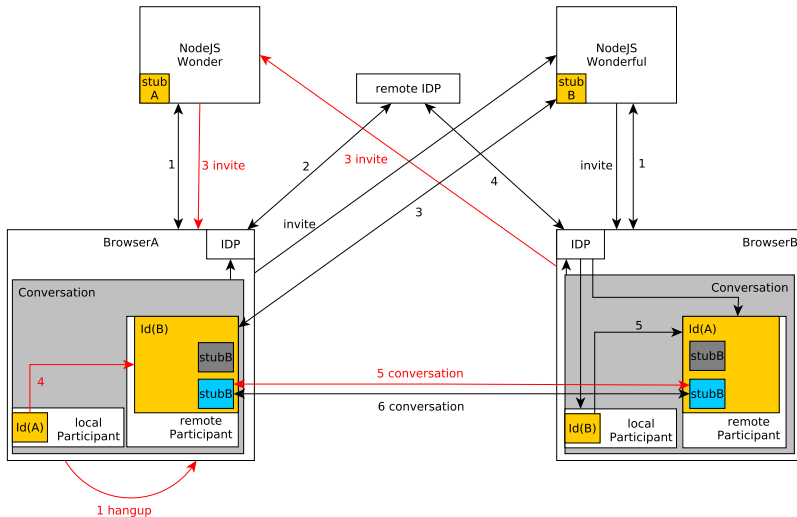 NodeJS
Wonder
stub
A
NodeJS
Wonderful
stub
B
remote IDP
1
3 invite
2
3 invite
4
invite
1
invite
3
BrowserA
IDP
IDP
BrowserB
Conversation
Conversation
Id(B)
stubB
stubB
4
Id(A)
local
Participant
remote
Participant
5 conversation
6 conversation
5
Id(A)
stubB
stubB
Id(B)
local
Participant
remote
Participant
1 hangup